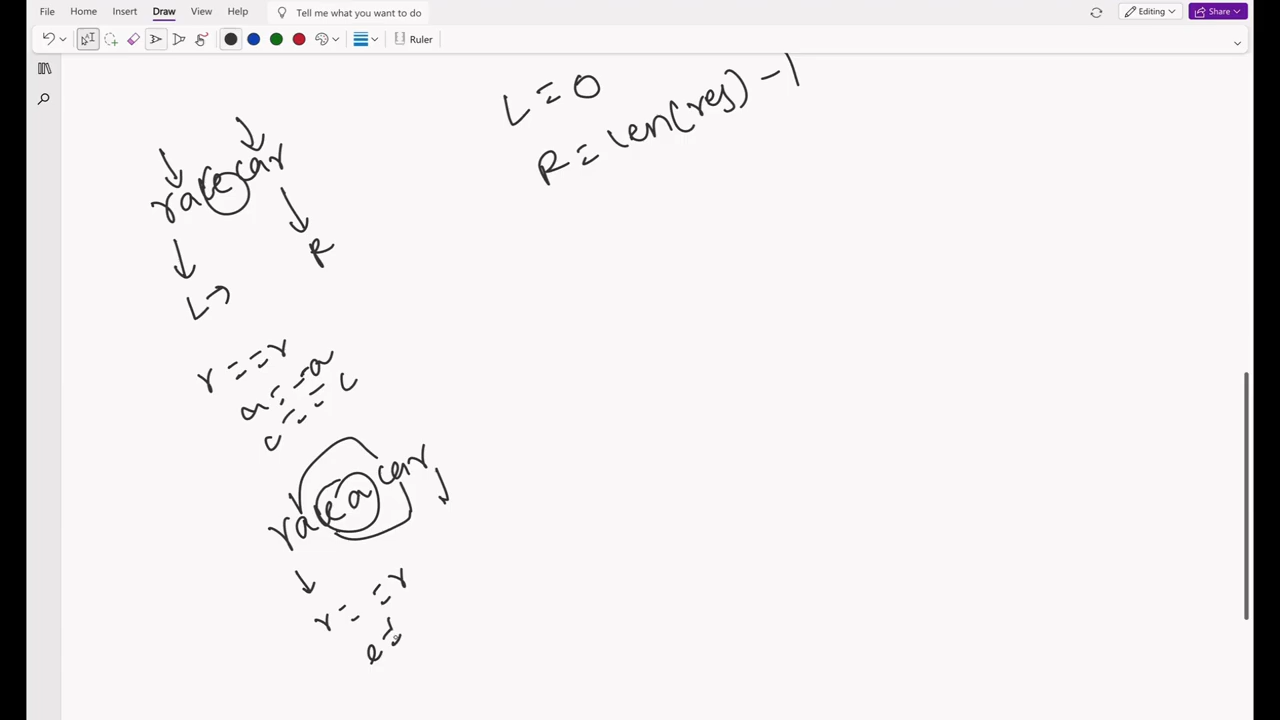 File Home Insert Draw View Help Tell me what you want to do Editing Share
Ruler
L = 0
R = len(res) - 1
racecar
R
L →
r == r
a == a
c == c
raceacar
r == r
e =